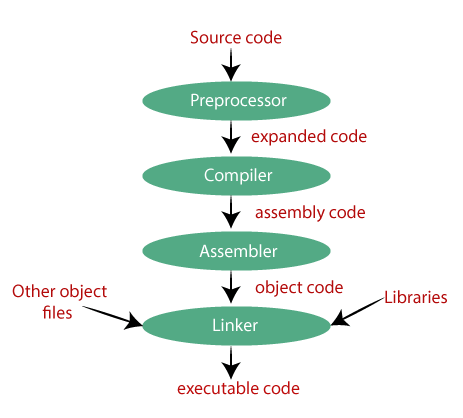 Source code
Preprocessor
expanded code
Compiler
assembly code
Assembler
object code
Other object
files
Libraries
Linker
executable code